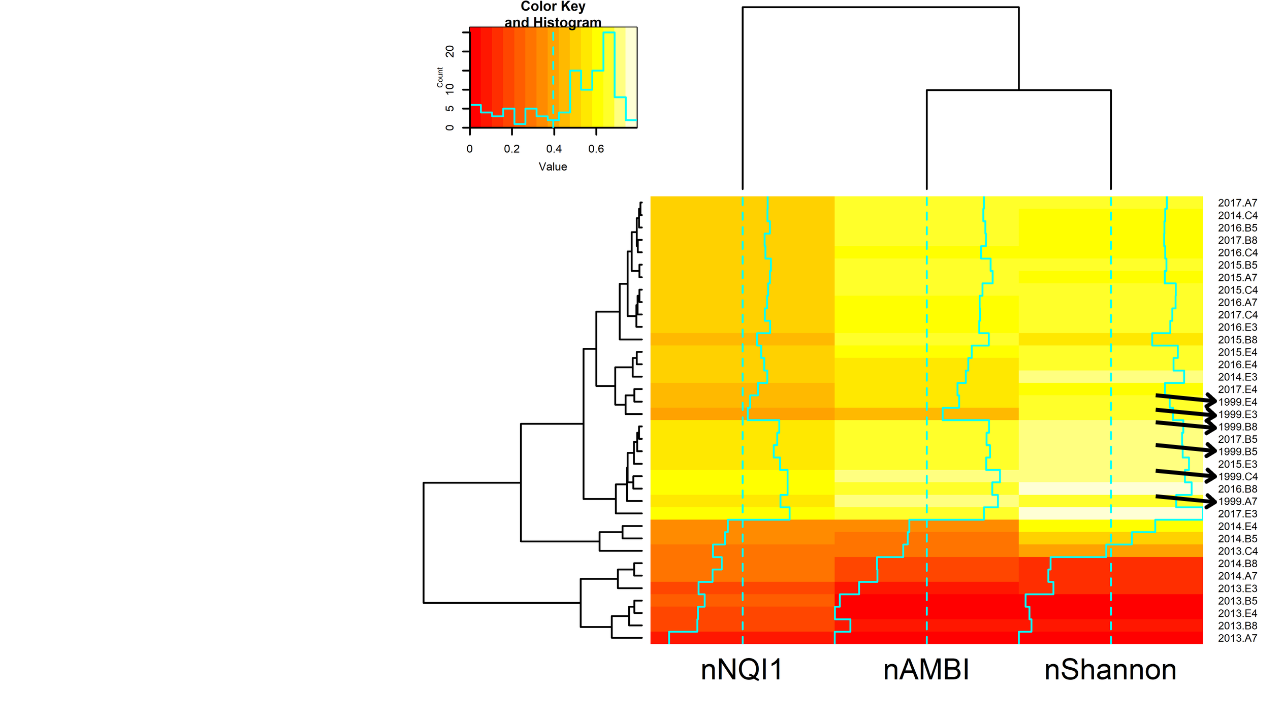 Color Key
and Histogram
Count
0 5 10 20
0 0.2 0.4 0.6
Value
2017.A7
2014.C4
2016.B5
2017.B8
2016.C4
2015.B5
2015.A7
2015.C4
2016.A7
2017.C4
2016.E3
2015.B8
2015.E4
2016.E4
2014.E3
2017.E4
1999.E4
1999.E3
1999.B8
2017.B5
1999.B5
2015.E3
1999.C4
2016.B8
1999.A7
2017.E3
2014.E4
2014.B5
2013.C4
2014.B8
2014.A7
2013.E3
2013.B5
2013.E4
2013.B8
2013.A7
nNQI1 nAMBI nShannon